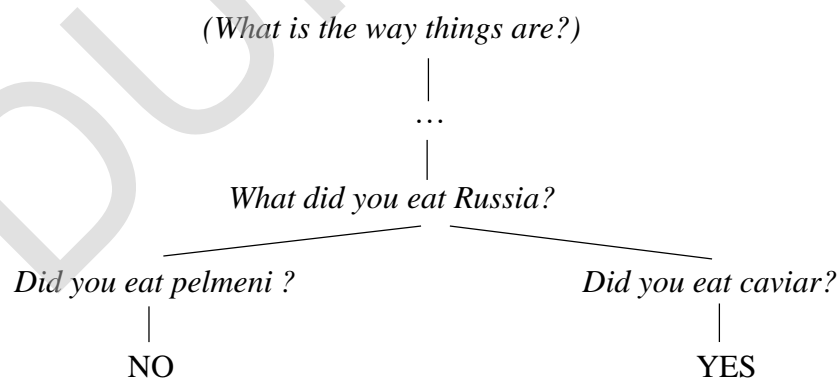 (What is the way things are?)
…
What did you eat Russia?
Did you eat pelmeni ? Did you eat caviar?
NO YES